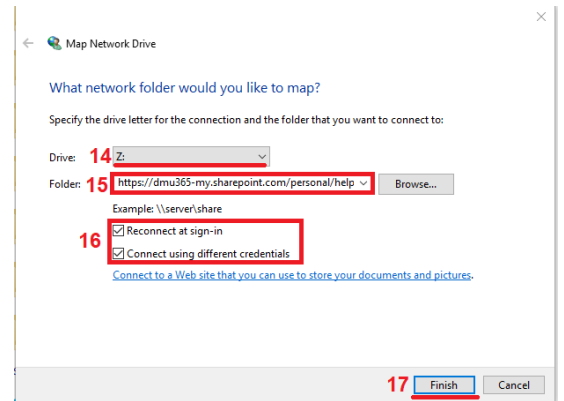 Map Network Drive
What network folder would you like to map?
Specify the drive letter for the connection and the folder that you want to connect to:
Drive: 14 Z:
Folder: 15 https://dmu365-my.sharepoint.com/personal/help Browse...
Example: \\server\share
16
Reconnect at sign-in
Connect using different credentials
Connect to a Web site that you can use to store your documents and pictures.
17 Finish Cancel